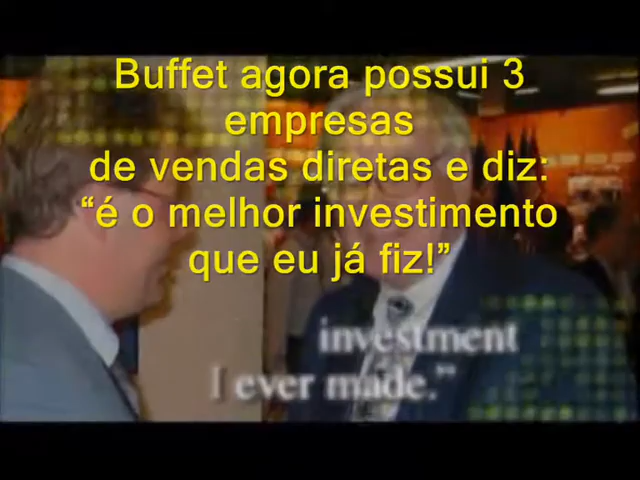 Buffet agora possui 3
empresas
de vendas diretas e diz:
“é o melhor investimento
que eu já fiz!”
investment
I ever made.”